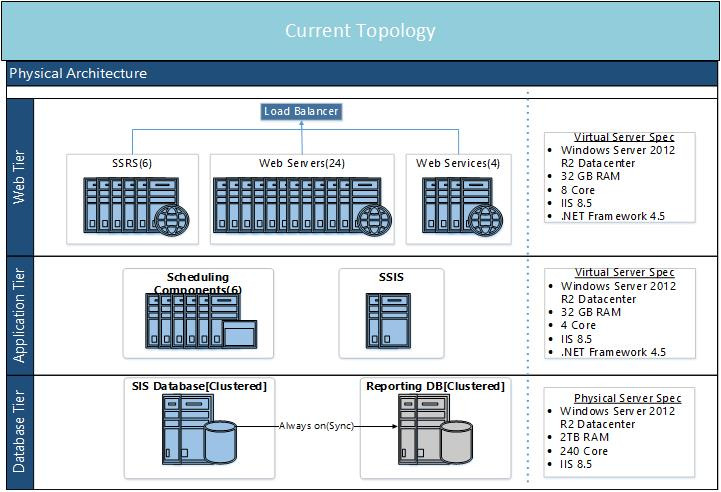 Current Topology
Physical Architecture
Web Tier
Load Balancer
SSRS(6)
Web Servers(24)
Web Services(4)
Virtual Server Spec
• Windows Server 2012
R2 Datacenter
• 32 GB RAM
• 8 Core
• IIS 8.5
• .NET Framework 4.5
Application Tier
Scheduling
Components(6)
SSIS
Virtual Server Spec
• Windows Server 2012
R2 Datacenter
• 32 GB RAM
• 4 Core
• IIS 8.5
• .NET Framework 4.5
Database Tier
SIS Database[Clustered]
Always on(Sync)
Reporting DB[Clustered]
Physical Server Spec
• Windows Server 2012
R2 Datacenter
• 2TB RAM
• 240 Core
• IIS 8.5